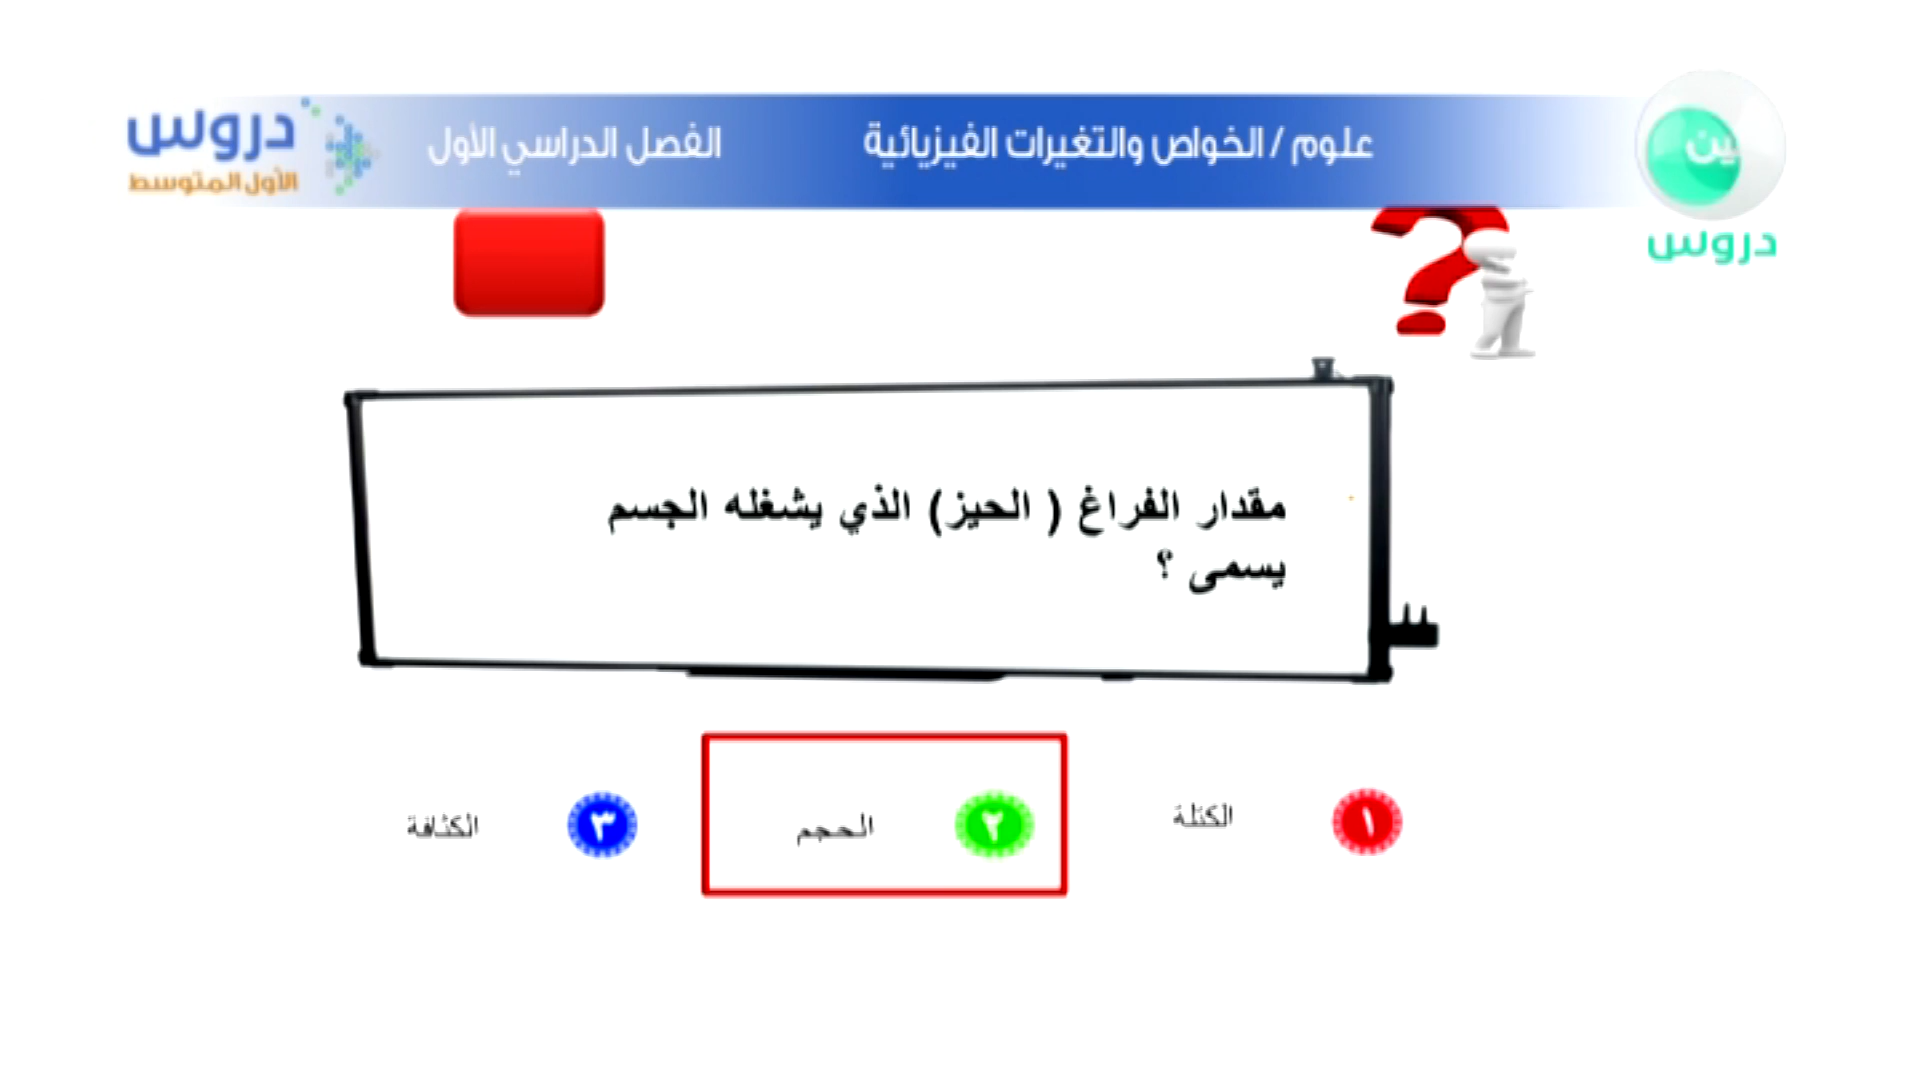 علوم / الخواص والتغيرات الفيزيائية
الفصل الدراسي الأول
دروس
الأول المتوسط
عين
دروس
مقدار الفراغ ( الحيز) الذي يشغله الجسم
يسمى ؟
١ الكتلة
٢ الحجم
٣ الكثافة